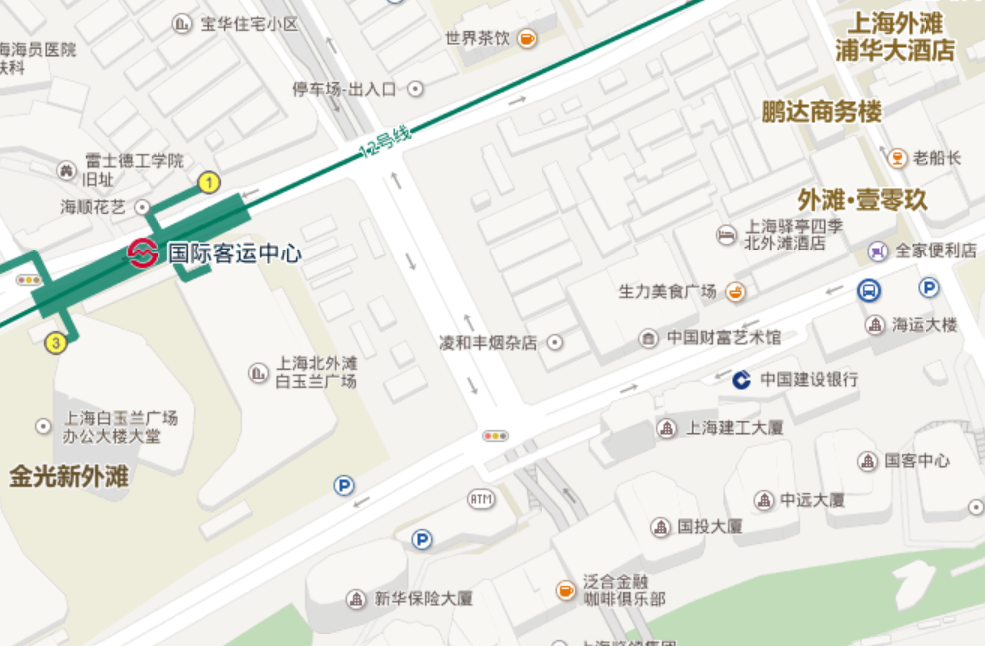 宝华住宅小区
世界茶饮
上海外滩
浦华大酒店
海海员医院
肤科
停车场-出入口
鹏达商务楼
12号线
雷士德工学院
旧址
1
老船长
海顺花艺
外滩·壹零玖
上海驿亭四季
北外滩酒店
国际客运中心
全家便利店
生力美食广场
P
海运大楼
3
凌和丰烟杂店
中国财富艺术馆
上海北外滩
白玉兰广场
中国建设银行
上海白玉兰广场
办公大楼大堂
上海建工大厦
金光新外滩
国客中心
P
ATM
中远大厦
国投大厦
P
新华保险大厦
泛合金融
咖啡俱乐部